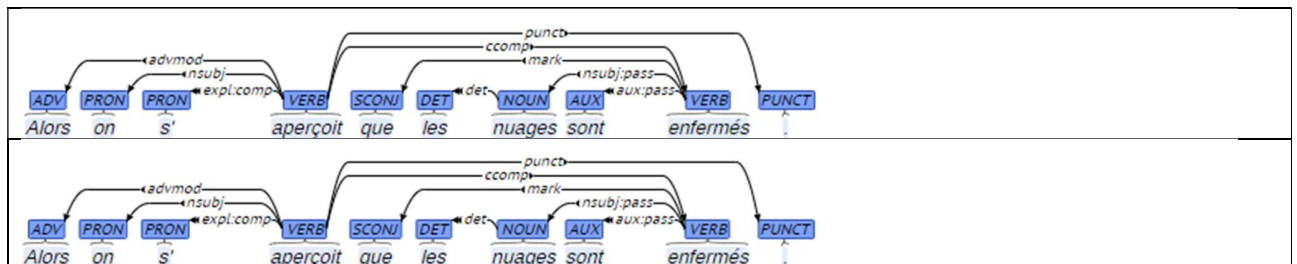 punct
ccomp
advmod mark
nsubj nsubj:pass
expl:comp det aux:pass
ADV PRON PRON VERB SCONJ DET NOUN AUX VERB PUNCT
Alors on s' aperçoit que les nuages sont enfermés .
punct
ccomp
advmod mark
nsubj nsubj:pass
expl:comp det aux:pass
ADV PRON PRON VERB SCONJ DET NOUN AUX VERB PUNCT
Alors on s' aperçoit que les nuages sont enfermés .